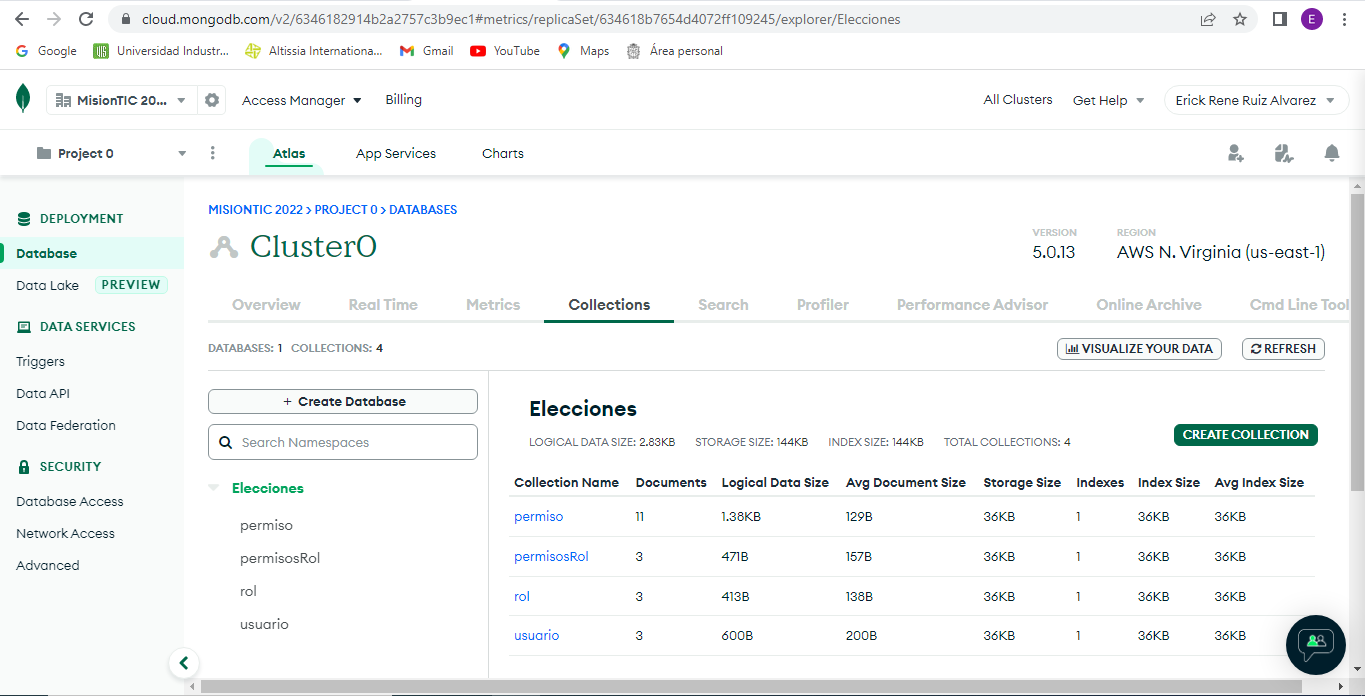 cloud.mongodb.com/v2/6346182914b2a2757c3b9ec1#metrics/replicaSet/634618b7654d4072ff109245/explorer/Elecciones
E
Google Universidad Industr... Altissia Internationa... Gmail YouTube Maps Área personal
MisionTIC 20... Access Manager Billing All Clusters Get Help Erick Rene Ruiz Alvarez
Project 0 Atlas App Services Charts
DEPLOYMENT
Database
Data Lake PREVIEW
DATA SERVICES
Triggers
Data API
Data Federation
SECURITY
Database Access
Network Access
Advanced
MISIONTIC 2022 > PROJECT 0 > DATABASES
Cluster0
VERSION
5.0.13
REGION
AWS N. Virginia (us-east-1)
Overview Real Time Metrics Collections Search Profiler Performance Advisor Online Archive Cmd Line Tool
DATABASES: 1 COLLECTIONS: 4
VISUALIZE YOUR DATA REFRESH
+ Create Database
Search Namespaces
Elecciones
permiso
permisosRol
rol
usuario
Elecciones
LOGICAL DATA SIZE: 2.83KB STORAGE SIZE: 144KB INDEX SIZE: 144KB TOTAL COLLECTIONS: 4
CREATE COLLECTION
Collection Name Documents Logical Data Size Avg Document Size Storage Size Indexes Index Size Avg Index Size
permiso 11 1.38KB 129B 36KB 1 36KB 36KB
permisosRol 3 471B 157B 36KB 1 36KB 36KB
rol 3 413B 138B 36KB 1 36KB 36KB
usuario 3 600B 200B 36KB 1 36KB 36KB